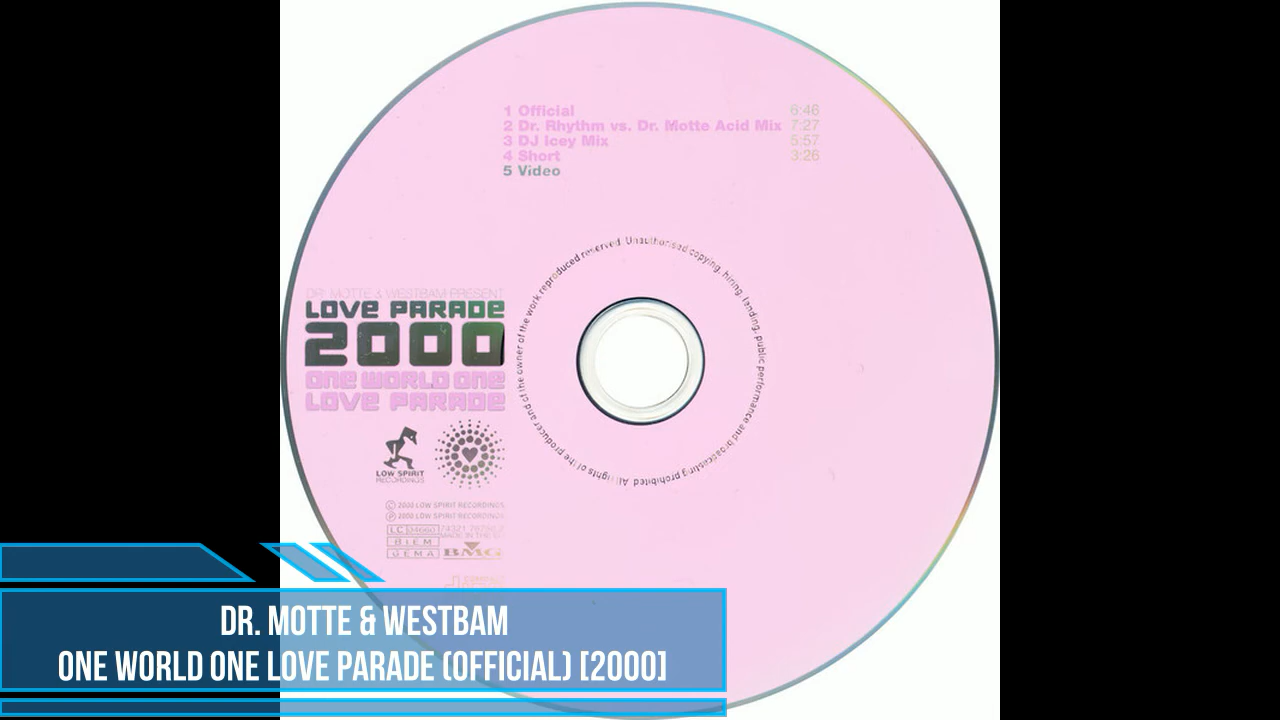 1 Official 6:46
2 Dr. Rhythm vs. Dr. Motte Acid Mix 7:27
3 DJ Icey Mix 5:57
4 Short 3:26
5 Video
DR. MOTTE & WESTBAM PRESENT
LOVE PARADE
2000
ONE WORLD ONE
LOVE PARADE
LOW SPIRIT
RECORDINGS
Ⓒ 2000 LOW SPIRIT RECORDINGS
Ⓟ 2000 LOW SPIRIT RECORDINGS
LC 04660 74321
BIEM MADE IN THE
GEMA BMG
All rights of the producer and of the owner of the work reproduced reserved. Unauthorised copying, hiring, lending, public performance and broadcasting prohibited.
DR. MOTTE & WESTBAM
ONE WORLD ONE LOVE PARADE (OFFICIAL) [2000]